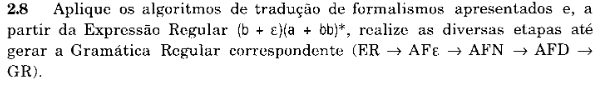 2.8 Aplique os algoritmos de tradução de formalismos apresentados e, a
partir da Expressão Regular (b + ε)(a + bb)*, realize as diversas etapas até
gerar a Gramática Regular correspondente (ER → AFε → AFN → AFD →
GR).